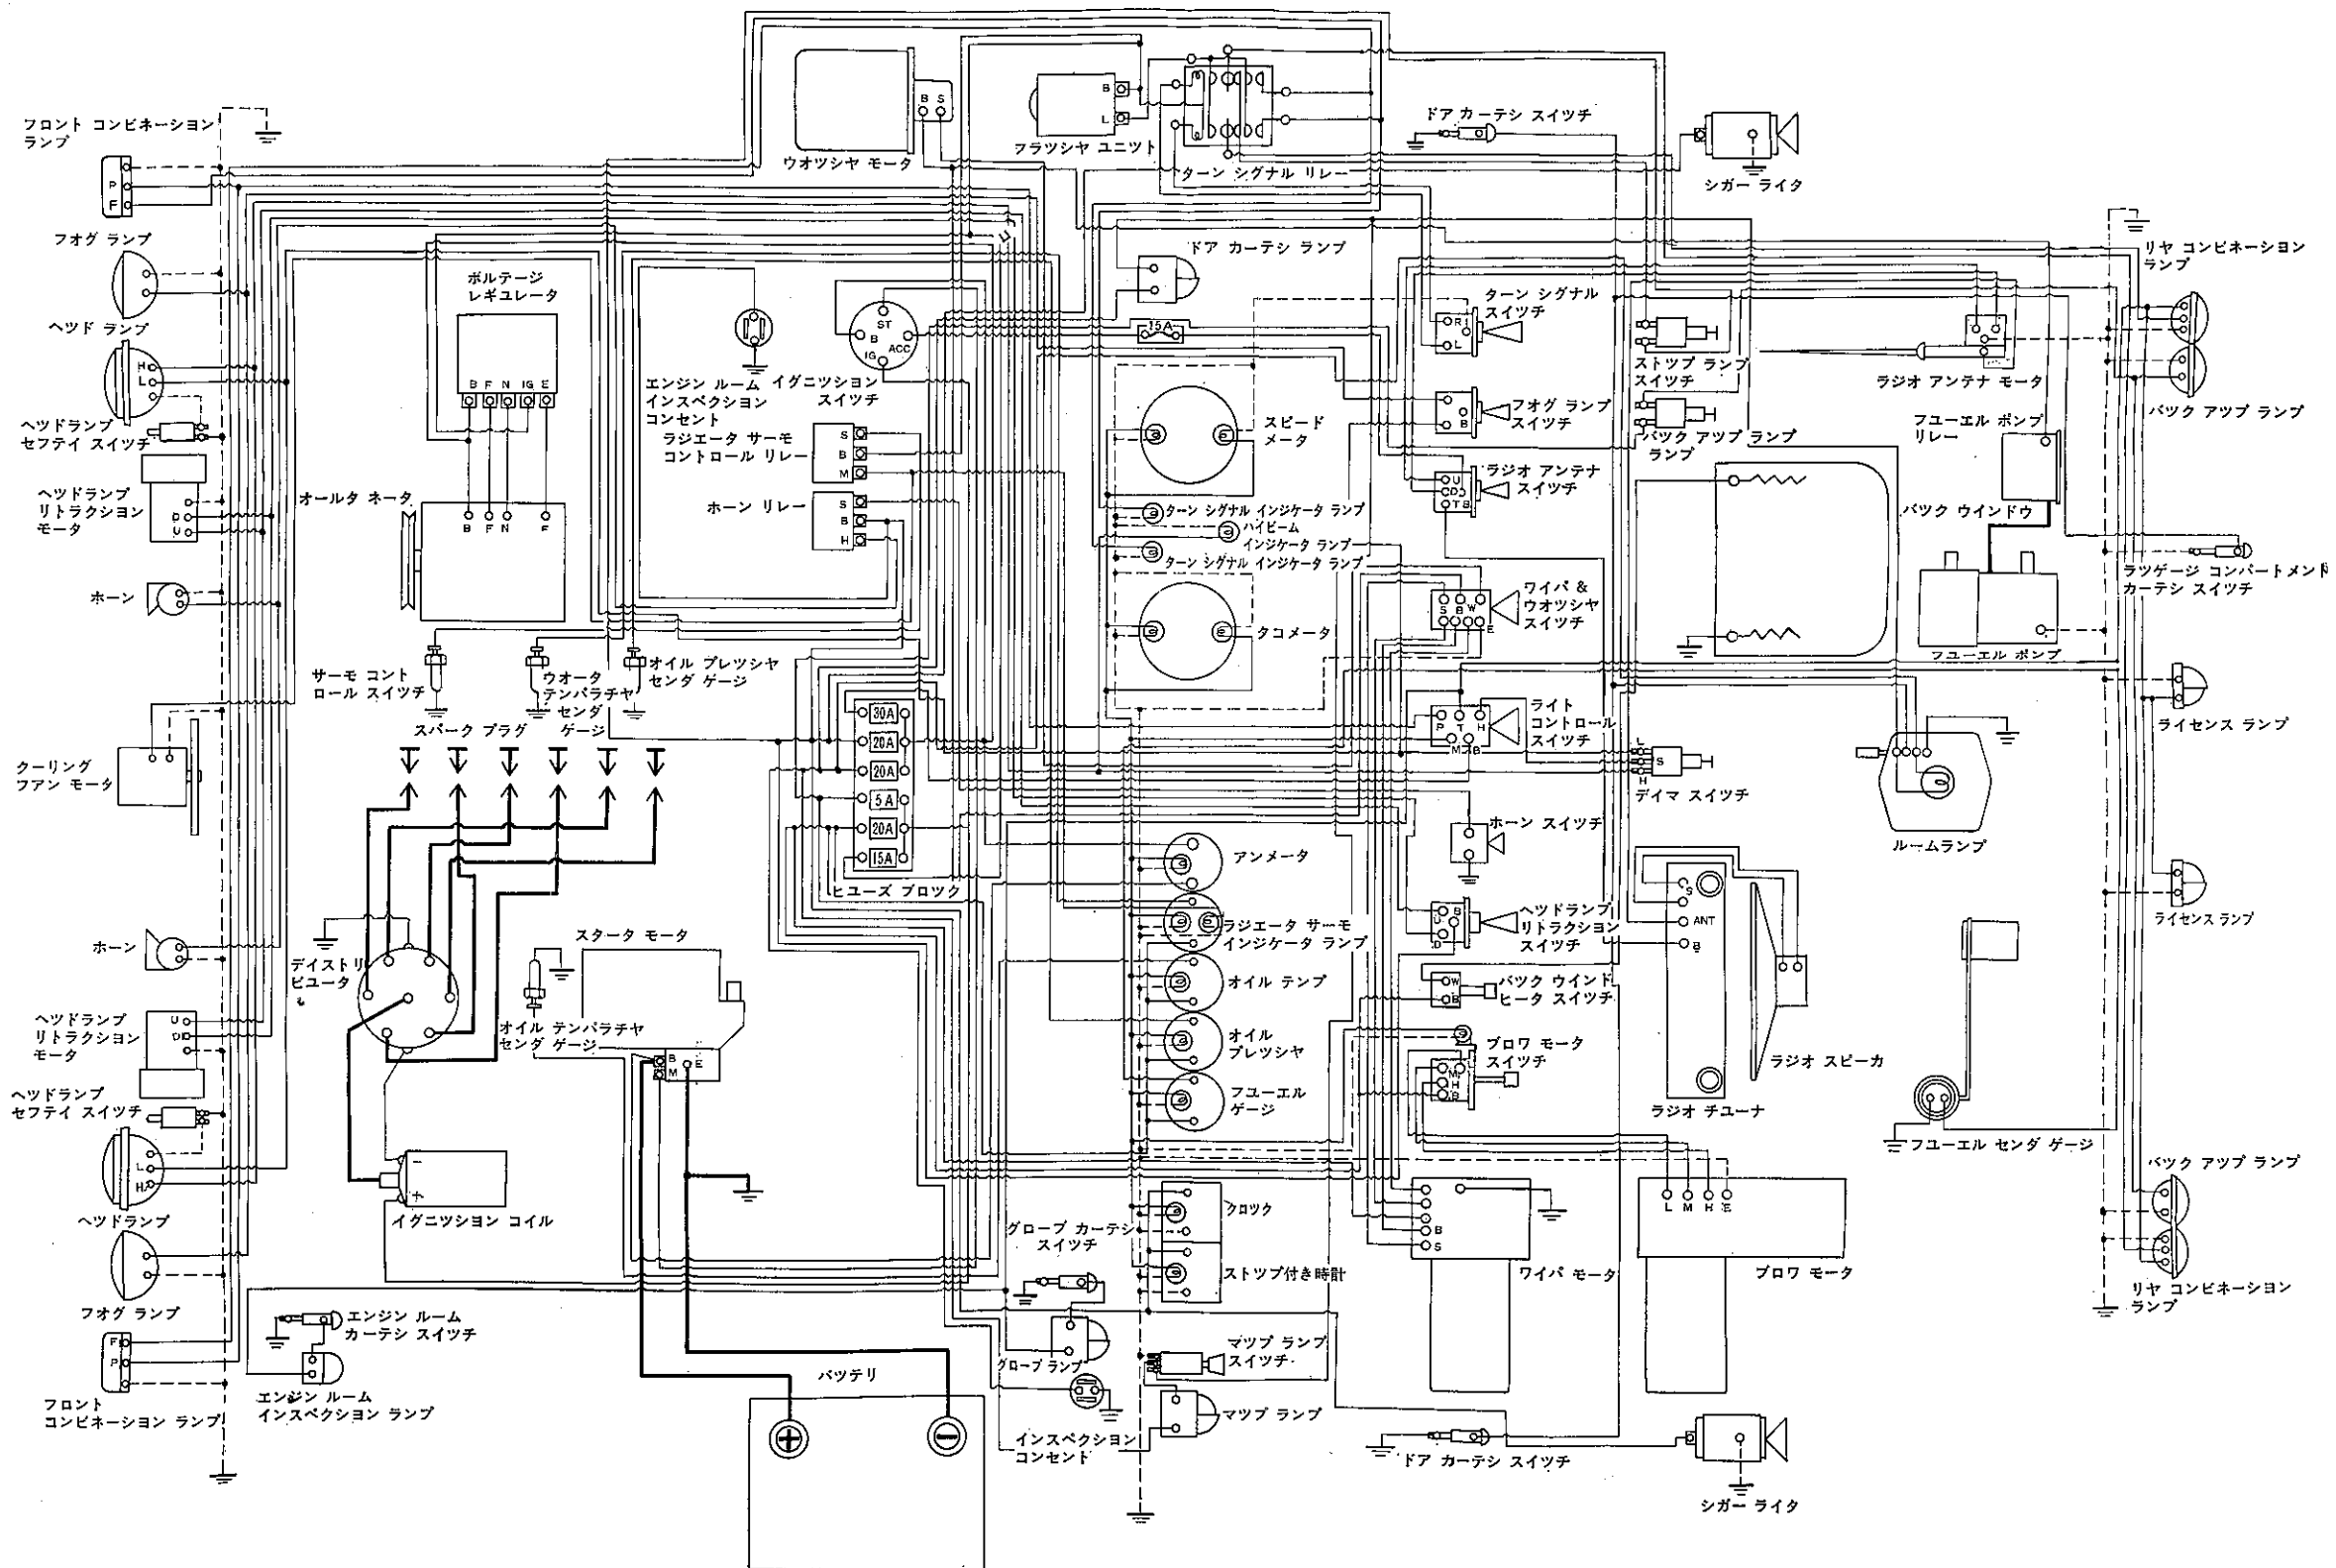 フロント コンビネーション
ランプ
P
F
フオグ ランプ
ヘツド ランプ
H
L
ヘツドランプ
セフテイ スイツチ
ヘツドランプ
リトラクション
モータ
D
U
ホーン
クーリング
フアン モータ
ホーン
ヘツドランプ
リトラクション
モータ
U
D
ヘツドランプ
セフテイ スイツチ
L
H
ヘツドランプ
フオグ ランプ
F
P
フロント
コンビネーション ランプ
エンジン ルーム
カーテシ スイツチ
エンジン ルーム
インスペクション ランプ
ボルテージ
レギュレータ
B F N IG E
オールタ ネータ
B F N F
サーモ コント
ロール スイツチ
ウオータ
テンパラチヤ
センダ
ゲージ
オイル プレツシヤ
センダ ゲージ
スパーク プラグ
デイストリ
ビユータ
イグニツション コイル
−
+
スタータ モータ
オイル テンパラチヤ
センダ ゲージ
B
M
E
バッテリ
ウオツシヤ モータ
B S
フラツシヤ ユニツト
B
L
ターン シグナル リレー
エンジン ルーム
インスペクション
コンセント
イグニツション
スイツチ
ST
B
ACC
IG
ラジエータ サーモ
コントロール リレー
S
B
M
ホーン リレー
S
B
H
30A
20A
20A
5A
20A
15A
ヒユーズ ブロツク
ドア カーテシ ランプ
15A
スピード
メータ
ターン シグナル インジケータ ランプ
ハイビーム
インジケータ ランプ
ターン シグナル インジケータ ランプ
タコメータ
アンメータ
ラジエータ サーモ
インジケータ ランプ
オイル テンプ
オイル
プレツシヤ
フユーエル
ゲージ
クロツク
ストツプ付き時計
グローブ カーテシ
スイツチ
グローブ ランプ
インスペクション
コンセント
マツプ ランプ
スイツチ
マツプ ランプ
ドア カーテシ スイツチ
シガー ライタ
ターン シグナル
スイツチ
R
L
フオグ ランプ
スイツチ
B
ラジオ アンテナ
スイツチ
U
D
T B
ワイパ &
ウオツシヤ
スイツチ
S B W
E
ライト
コントロール
スイツチ
P T H
M B
L
S
H
デイマ スイツチ
ホーン スイツチ
ヘツドランプ
リトラクション
スイツチ
B
U
D
バツク ウインド
ヒータ スイツチ
W
B
ブロワ モータ
スイツチ
M
H
B
ワイパ モータ
B
S
ブロワ モータ
L M H E
ドア カーテシ スイツチ
シガー ライタ
ストツプ ランプ
スイツチ
バツク アツプ ランプ
ランプ
ラジオ アンテナ モータ
フユーエル ポンプ
リレー
バツク ウインドウ
フユーエル ポンプ
ルームランプ
ラジオ チユーナ
S
ANT
B
ラジオ スピーカ
フユーエル センダ ゲージ
リヤ コンビネーション
ランプ
バツク アツプ ランプ
ラツゲージ コンパートメント
カーテシ スイツチ
ライセンス ランプ
ライセンス ランプ
バツク アツプ ランプ
リヤ コンビネーション
ランプ